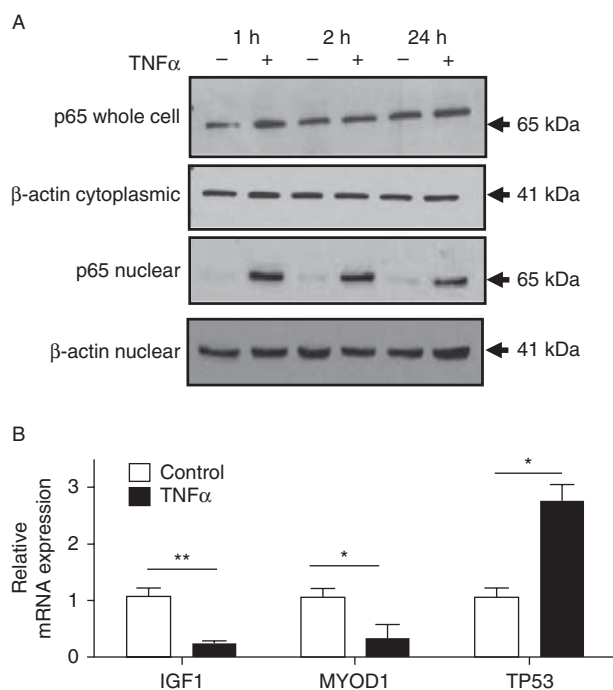 A
1 h 2 h 24 h
TNFα − + − + − +
p65 whole cell 65 kDa
β-actin cytoplasmic 41 kDa
p65 nuclear 65 kDa
β-actin nuclear 41 kDa
B
Relative
mRNA expression
3
2
1
0
Control
TNFα
** * *
IGF1 MYOD1 TP53